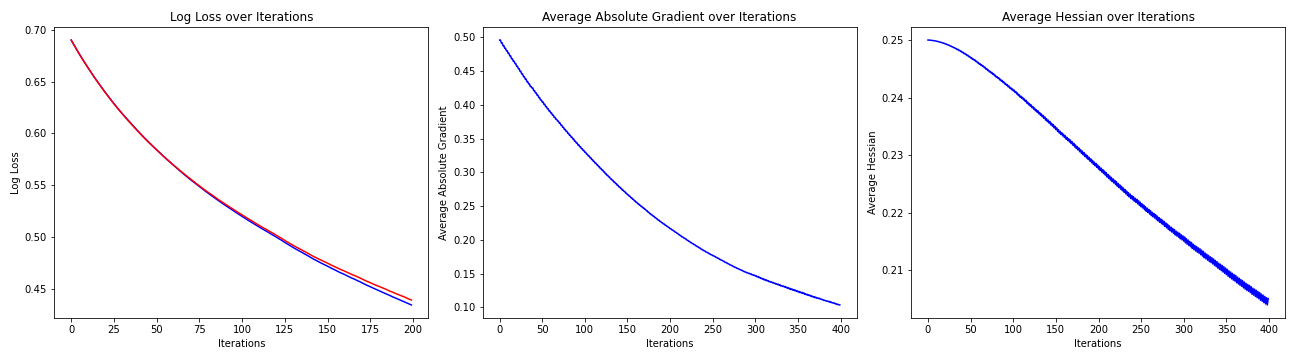 Log Loss over Iterations
0.70
0.65
0.60
0.55
0.50
0.45
Log Loss
0 25 50 75 100 125 150 175 200
Iterations
Average Absolute Gradient over Iterations
0.50
0.45
0.40
0.35
0.30
0.25
0.20
0.15
0.10
Average Absolute Gradient
0 50 100 150 200 250 300 350 400
Iterations
Average Hessian over Iterations
0.25
0.24
0.23
0.22
0.21
Average Hessian
0 50 100 150 200 250 300 350 400
Iterations